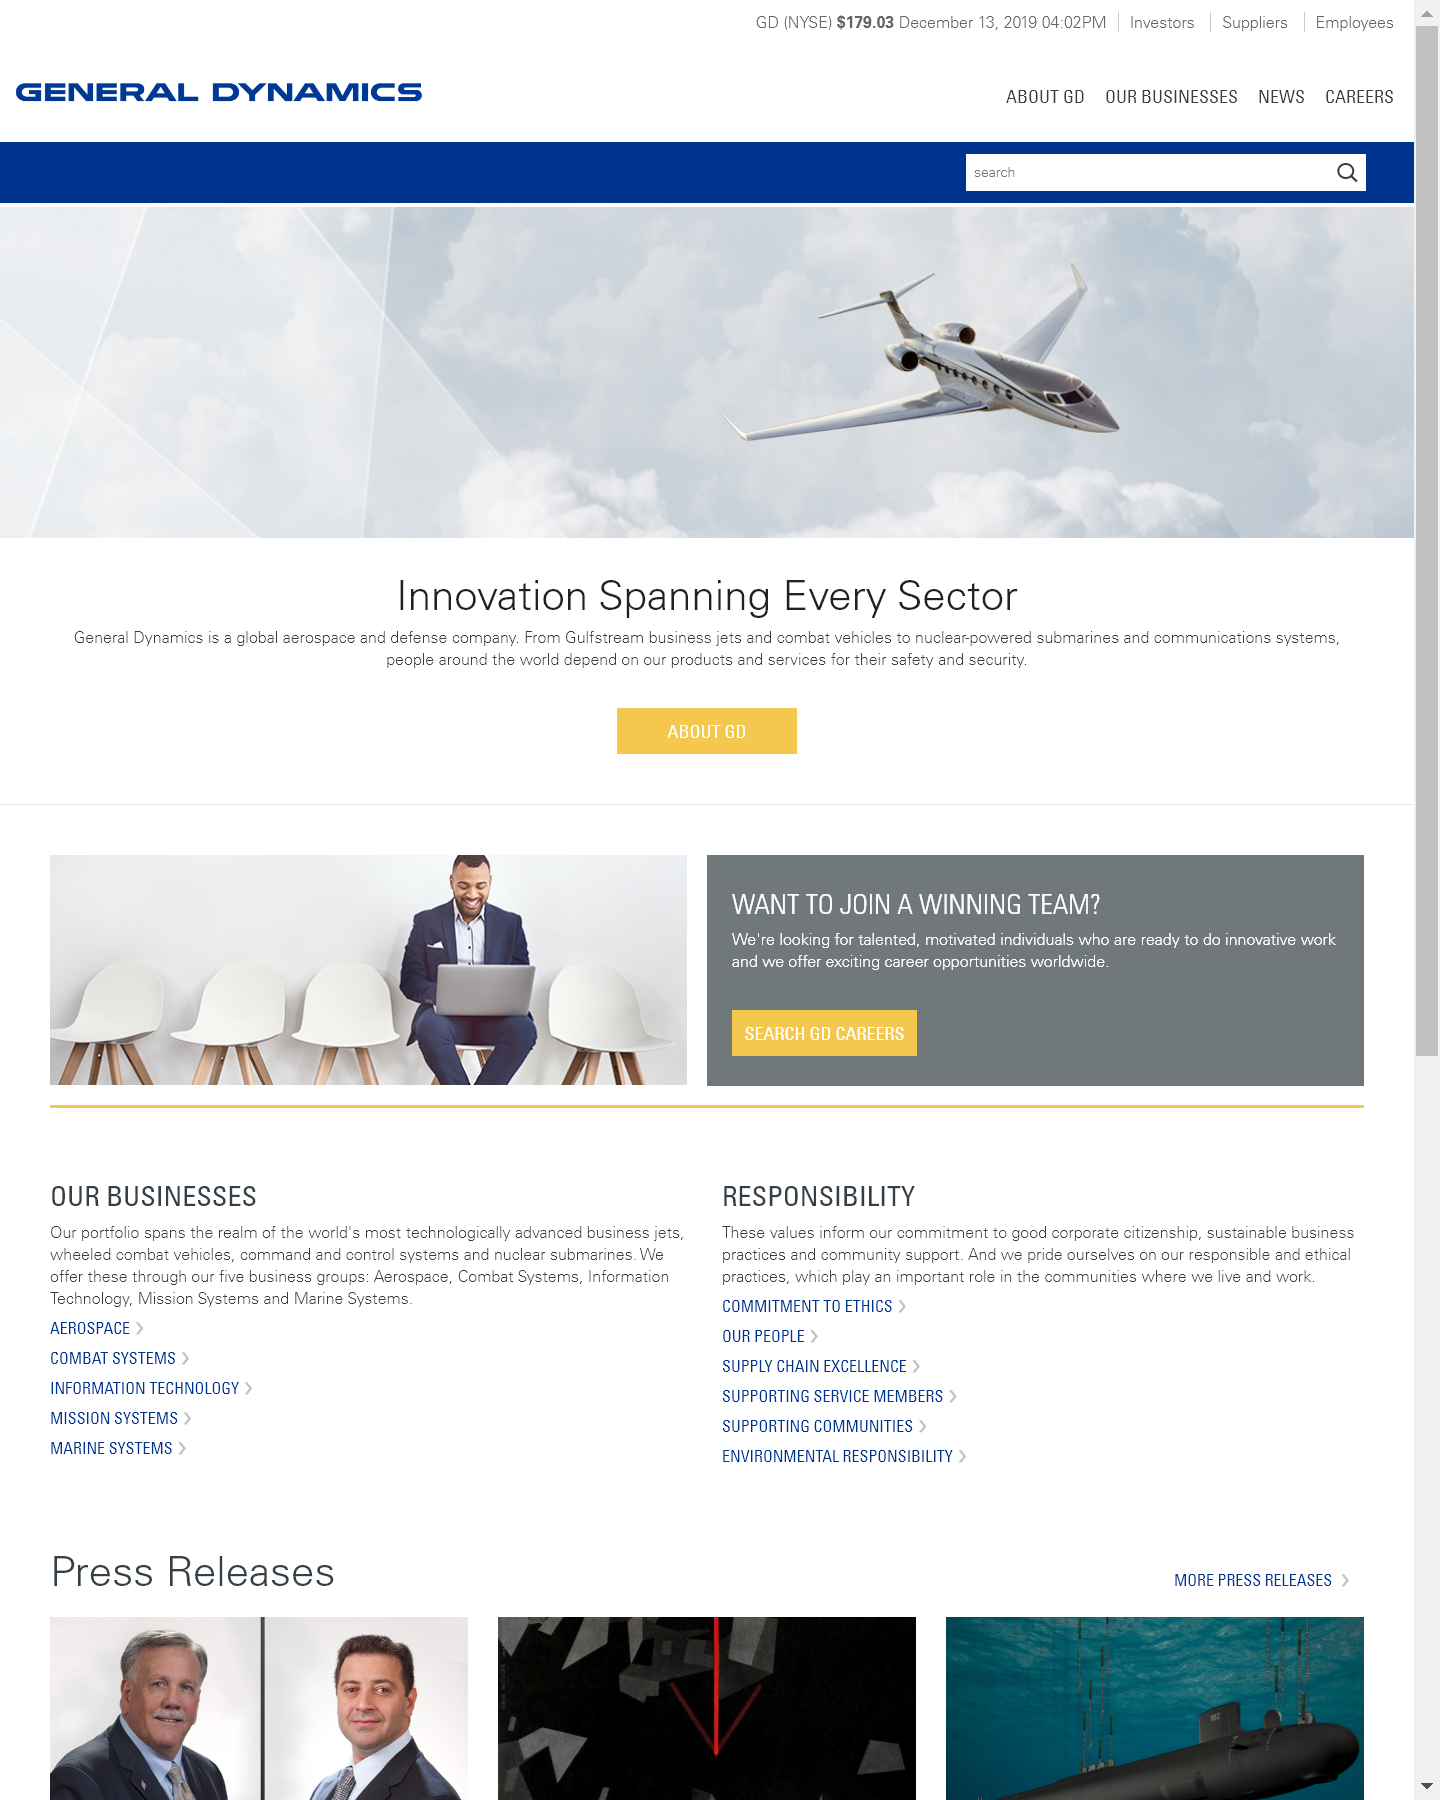 GD (NYSE) $179.03 December 13, 2019 04:02PM
Investors
Suppliers
Employees
GENERAL DYNAMICS
ABOUT GD
OUR BUSINESSES
NEWS
CAREERS
search
Innovation Spanning Every Sector
General Dynamics is a global aerospace and defense company. From Gulfstream business jets and combat vehicles to nuclear-powered submarines and communications systems,
people around the world depend on our products and services for their safety and security.
ABOUT GD
WANT TO JOIN A WINNING TEAM?
We're looking for talented, motivated individuals who are ready to do innovative work
and we offer exciting career opportunities worldwide.
SEARCH GD CAREERS
OUR BUSINESSES
Our portfolio spans the realm of the world's most technologically advanced business jets,
wheeled combat vehicles, command and control systems and nuclear submarines. We
offer these through our five business groups: Aerospace, Combat Systems, Information
Technology, Mission Systems and Marine Systems.
AEROSPACE
COMBAT SYSTEMS
INFORMATION TECHNOLOGY
MISSION SYSTEMS
MARINE SYSTEMS
RESPONSIBILITY
These values inform our commitment to good corporate citizenship, sustainable business
practices and community support. And we pride ourselves on our responsible and ethical
practices, which play an important role in the communities where we live and work.
COMMITMENT TO ETHICS
OUR PEOPLE
SUPPLY CHAIN EXCELLENCE
SUPPORTING SERVICE MEMBERS
SUPPORTING COMMUNITIES
ENVIRONMENTAL RESPONSIBILITY
Press Releases
MORE PRESS RELEASES